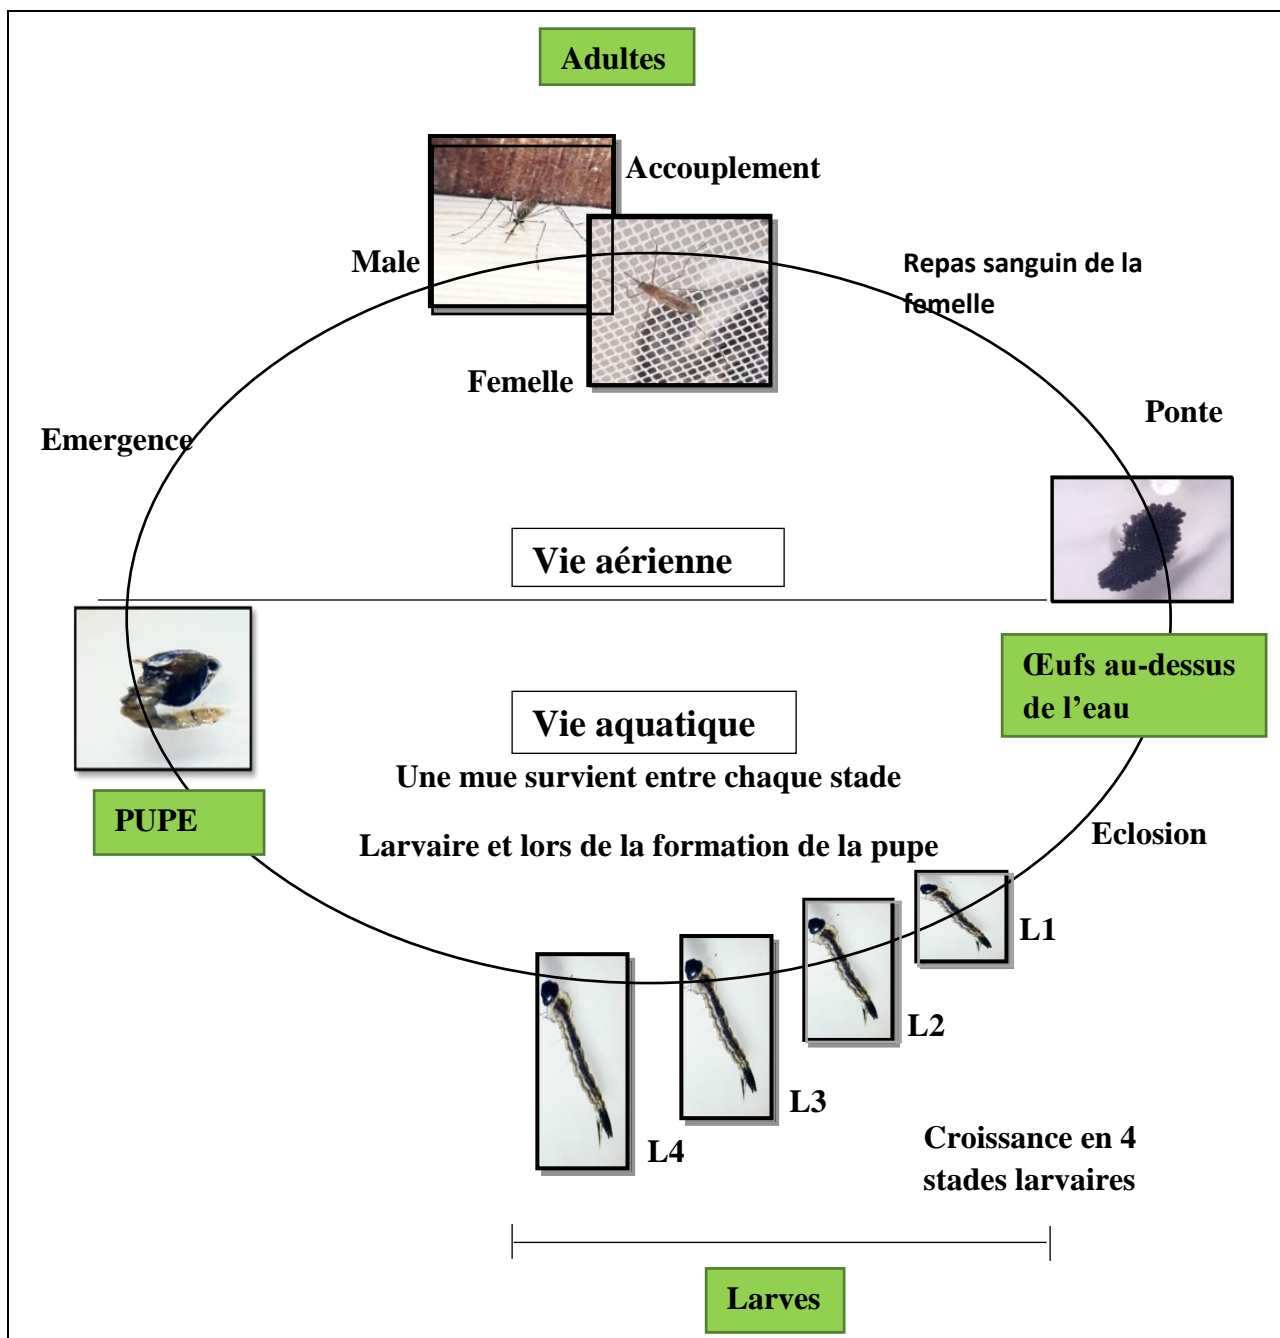 Adultes
Accouplement
Male
Repas sanguin de la
femelle
Femelle
Ponte
Emergence
Vie aérienne
Œufs au-dessus
de l’eau
Vie aquatique
Une mue survient entre chaque stade
PUPE
Eclosion
Larvaire et lors de la formation de la pupe
L1
L2
L3
L4
Croissance en 4
stades larvaires
Larves